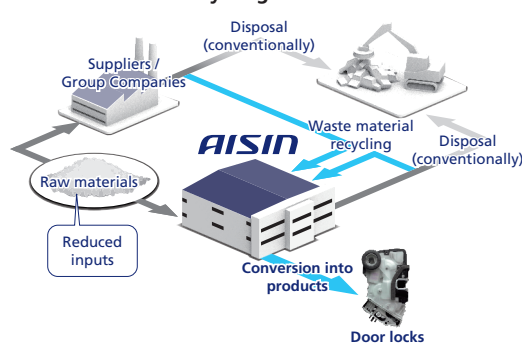 Disposal
(conventionally)
Suppliers /
Group Companies
AISIN
Waste material
recycling
Disposal
(conventionally)
Raw materials
Reduced
inputs
Conversion into
products
Door locks